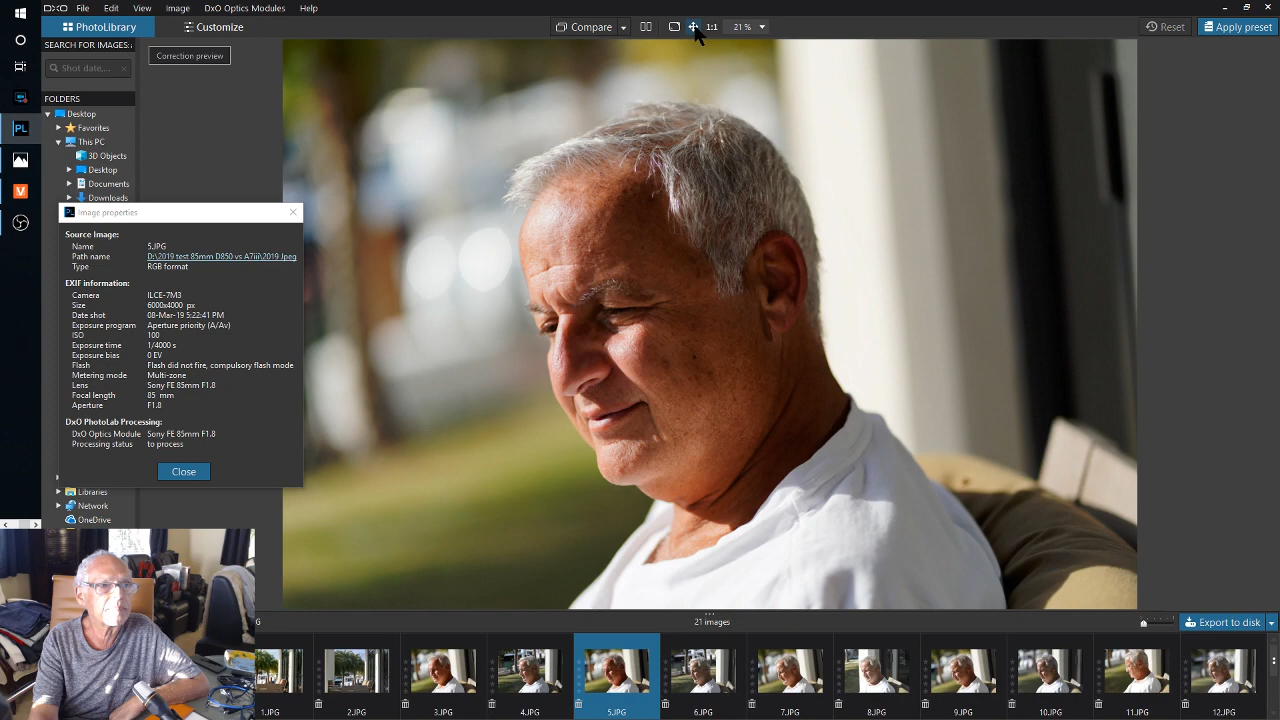 DXO File Edit View Image DxO Optics Modules Help
PhotoLibrary Customize Compare 1:1 21 % Reset Apply preset
SEARCH FOR IMAGES:
Shot date,... ×
Correction preview
FOLDERS
Desktop
Favorites
This PC
3D Objects
Desktop
Documents
Downloads
PL Image properties
Source Image:
Name 5.JPG
Path name D:\2019 test 85mm D850 vs A7iii\2019 Jpeg
Type RGB format
EXIF information:
Camera ILCE-7M3
Size 6000x4000 px
Date shot 08-Mar-19 5:22:41 PM
Exposure program Aperture priority (A/Av)
ISO 100
Exposure time 1/4000 s
Exposure bias 0 EV
Flash Flash did not fire, compulsory flash mode
Metering mode Multi-zone
Lens Sony FE 85mm F1.8
Focal length 85 mm
Aperture F1.8
DxO PhotoLab Processing:
DxO Optics Module Sony FE 85mm F1.8
Processing status to process
Close
Libraries
Network
OneDrive
PL
V
G 21 images Export to disk
1.JPG 2.JPG 3.JPG 4.JPG 5.JPG 6.JPG 7.JPG 8.JPG 9.JPG 10.JPG 11.JPG 12.JPG